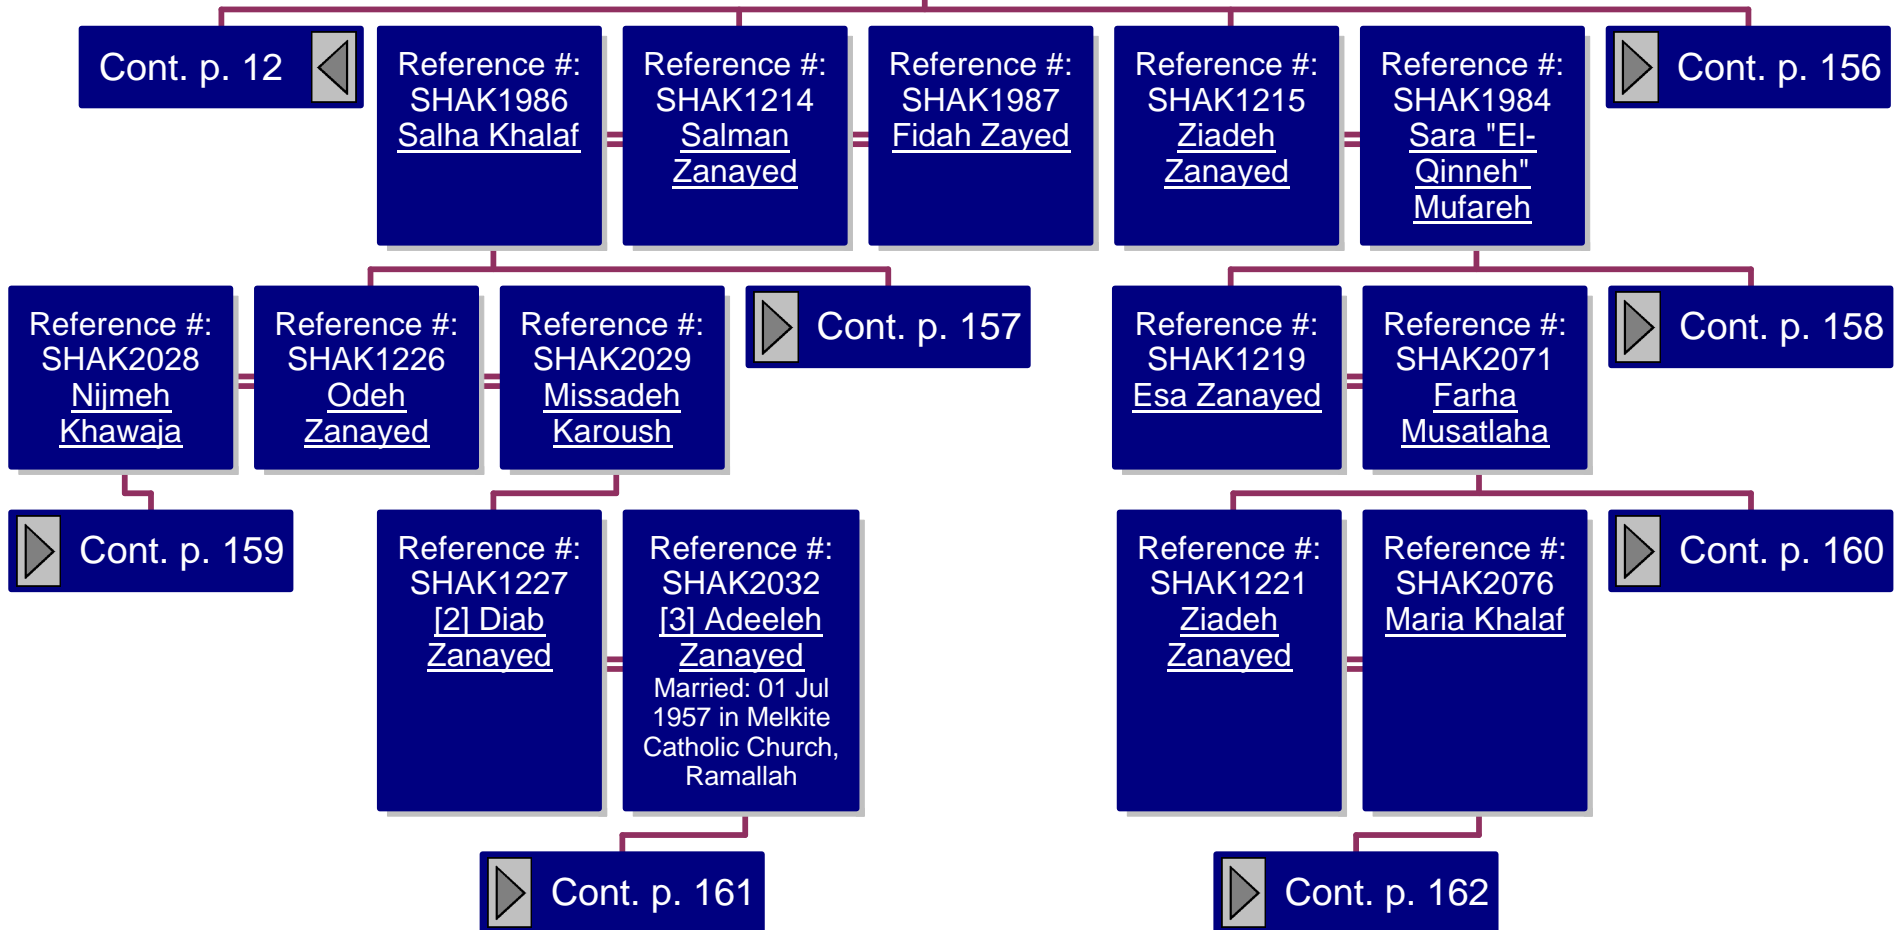 Cont. p. 12
Reference #:
SHAK1986
Salha Khalaf
Reference #:
SHAK1214
Salman
Zanayed
Reference #:
SHAK1987
Fidah Zayed
Reference #:
SHAK1215
Ziadeh
Zanayed
Reference #:
SHAK1984
Sara "El-
Qinneh"
Mufareh
Cont. p. 156
Reference #:
SHAK2028
Nijmeh
Khawaja
Reference #:
SHAK1226
Odeh
Zanayed
Reference #:
SHAK2029
Missadeh
Karoush
Cont. p. 157
Reference #:
SHAK1219
Esa Zanayed
Reference #:
SHAK2071
Farha
Musatlaha
Cont. p. 158
Cont. p. 159
Reference #:
SHAK1227
[2] Diab
Zanayed
Reference #:
SHAK2032
[3] Adeeleh
Zanayed
Married: 01 Jul
1957 in Melkite
Catholic Church,
Ramallah
Reference #:
SHAK1221
Ziadeh
Zanayed
Reference #:
SHAK2076
Maria Khalaf
Cont. p. 160
Cont. p. 161
Cont. p. 162